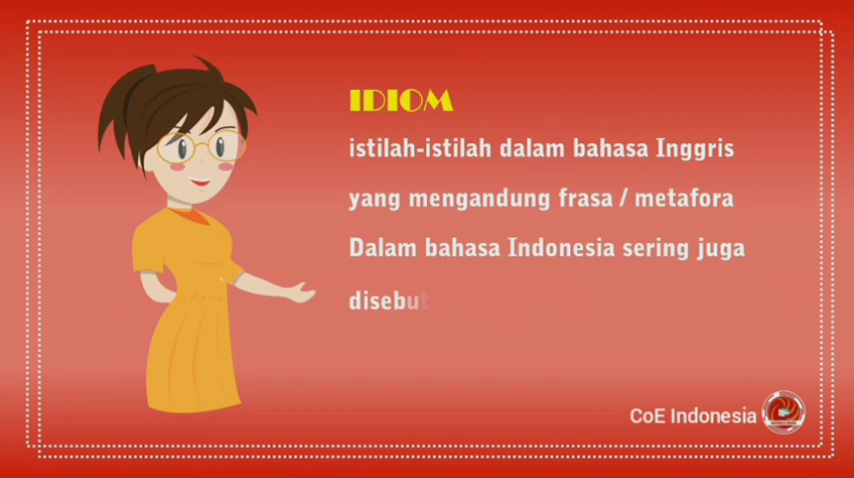 IDIOM
istilah-istilah dalam bahasa Inggris
yang mengandung frasa / metafora
Dalam bahasa Indonesia sering juga
disebut
CoE Indonesia